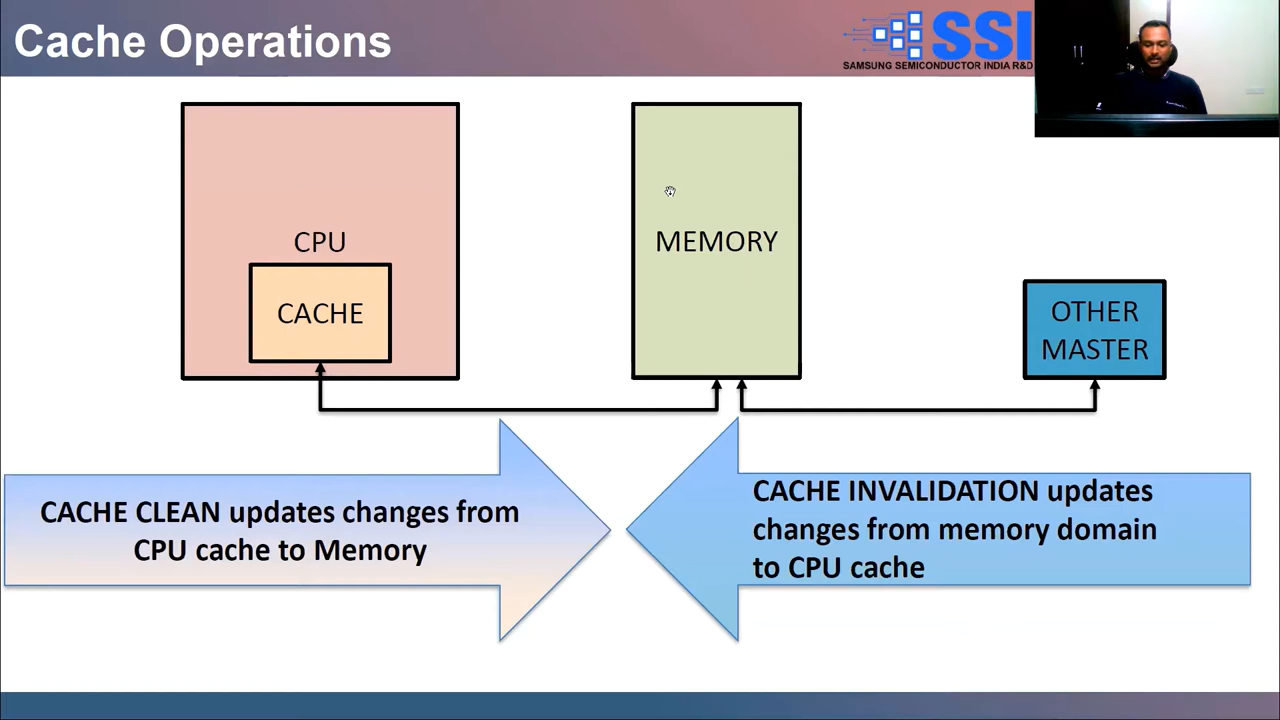 Cache Operations
SSI
SAMSUNG SEMICONDUCTOR INDIA R&D
CPU
CACHE
MEMORY
OTHER
MASTER
CACHE CLEAN updates changes from
CPU cache to Memory
CACHE INVALIDATION updates
changes from memory domain
to CPU cache